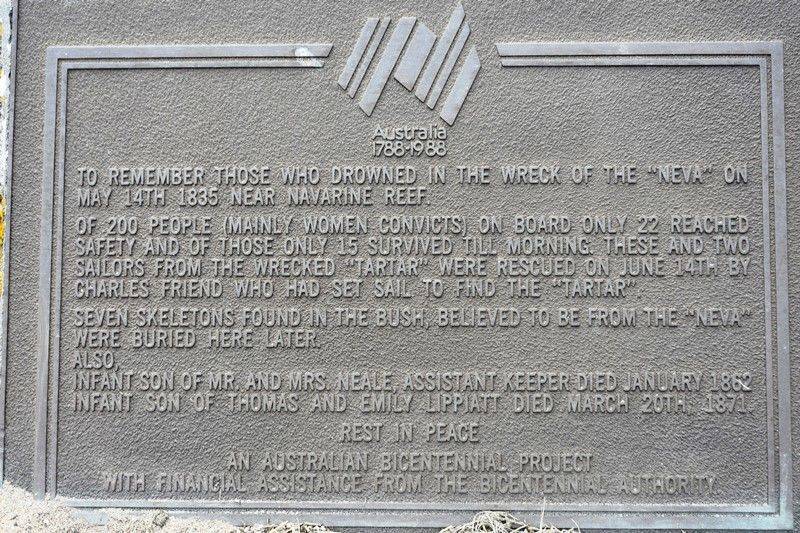 Australia
1788-1988
TO REMEMBER THOSE WHO DROWNED IN THE WRECK OF THE "NEVA" ON
MAY 14TH 1835 NEAR NAVARINE REEF.
OF 200 PEOPLE (MAINLY WOMEN CONVICTS) ON BOARD ONLY 22 REACHED
SAFETY AND OF THOSE ONLY 15 SURVIVED TILL MORNING. THESE AND TWO
SAILORS FROM THE WRECKED "TARTAR" WERE RESCUED ON JUNE 14TH BY
CHARLES FRIEND WHO HAD SET SAIL TO FIND THE "TARTAR".
SEVEN SKELETONS FOUND IN THE BUSH, BELIEVED TO BE FROM THE "NEVA"
WERE BURIED HERE LATER.
ALSO,
INFANT SON OF MR. AND MRS. NEALE, ASSISTANT KEEPER DIED JANUARY 1862
INFANT SON OF THOMAS AND EMILY LIPPIATT DIED MARCH 20TH, 1871.
REST IN PEACE
AN AUSTRALIAN BICENTENNIAL PROJECT
WITH FINANCIAL ASSISTANCE FROM THE BICENTENNIAL AUTHORITY